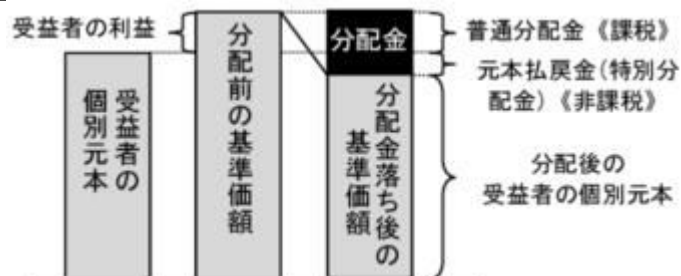 受益者の利益
分配前の基準価額
分配金
普通分配金《課税》
元本払戻金(特別分
配金)《非課税》
受益者の
個別元本
分配金落ち後の
基準価額
分配後の
受益者の個別元本